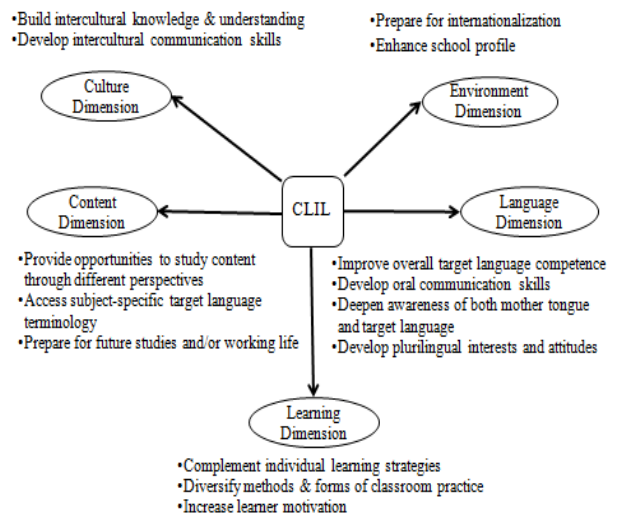 •Build intercultural knowledge & understanding
•Develop intercultural communication skills
•Prepare for internationalization
•Enhance school profile
Culture
Dimension
Environment
Dimension
CLIL
Content
Dimension
Language
Dimension
•Provide opportunities to study content
through different perspectives
•Access subject-specific target language
terminology
•Prepare for future studies and/or working life
•Improve overall target language competence
•Develop oral communication skills
•Deepen awareness of both mother tongue
and target language
•Develop plurilingual interests and attitudes
Learning
Dimension
•Complement individual learning strategies
•Diversify methods & forms of classroom practice
•Increase learner motivation